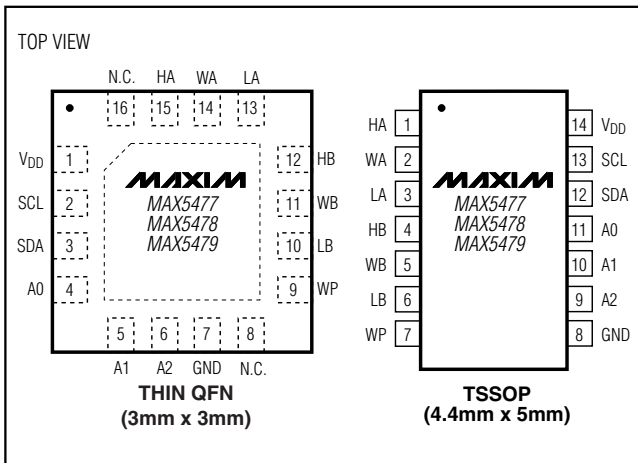 TOP VIEW
N.C. HA WA LA
16 15 14 13
VDD 1 12 HB
SCL 2 11 WB
SDA 3 10 LB
A0 4 9 WP
MAXIM
MAX5477
MAX5478
MAX5479
5 6 7 8
A1 A2 GND N.C.
THIN QFN
(3mm x 3mm)
HA 1 14 VDD
WA 2 13 SCL
LA 3 12 SDA
HB 4 11 A0
WB 5 10 A1
LB 6 9 A2
WP 7 8 GND
MAXIM
MAX5477
MAX5478
MAX5479
TSSOP
(4.4mm x 5mm)